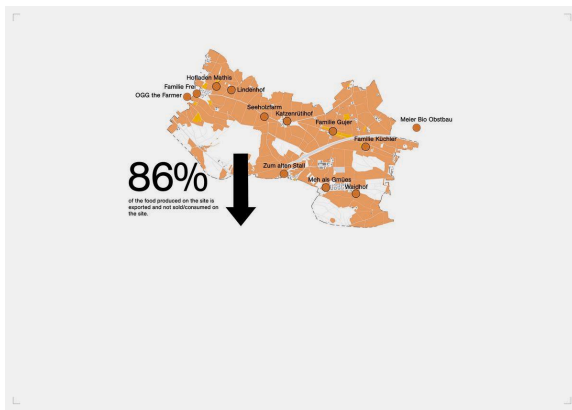 Hofladen Mathis
Familie Frei
Lindenhof
OGG the Farmer
Seeholzfarm
Katzenrütihof
Familie Gujer
Meier Bio Obstbau
Familie Küchler
Zum alten Stall
Meh als Gmües
Waidhof
86%
of the food produced on the site is
exported and not sold/consumed on
the site.